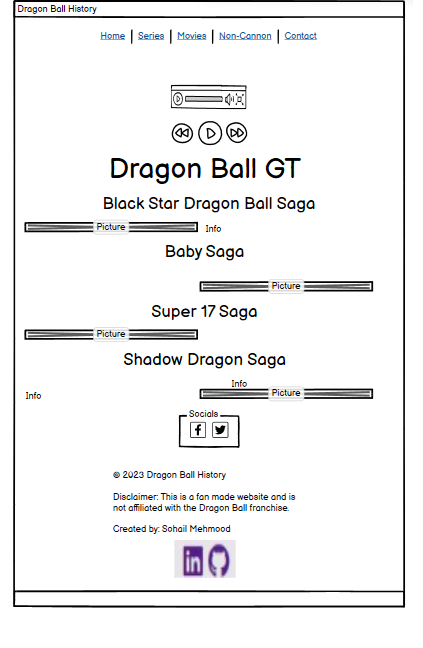 Dragon Ball History
Home | Series | Movies | Non-Cannon | Contact
Dragon Ball GT
Black Star Dragon Ball Saga
Picture Info
Baby Saga
Picture
Super 17 Saga
Picture
Shadow Dragon Saga
Info
Picture
Info
Socials
© 2023 Dragon Ball History
Disclaimer: This is a fan made website and is
not affiliated with the Dragon Ball franchise.
Created by: Sohail Mehmood